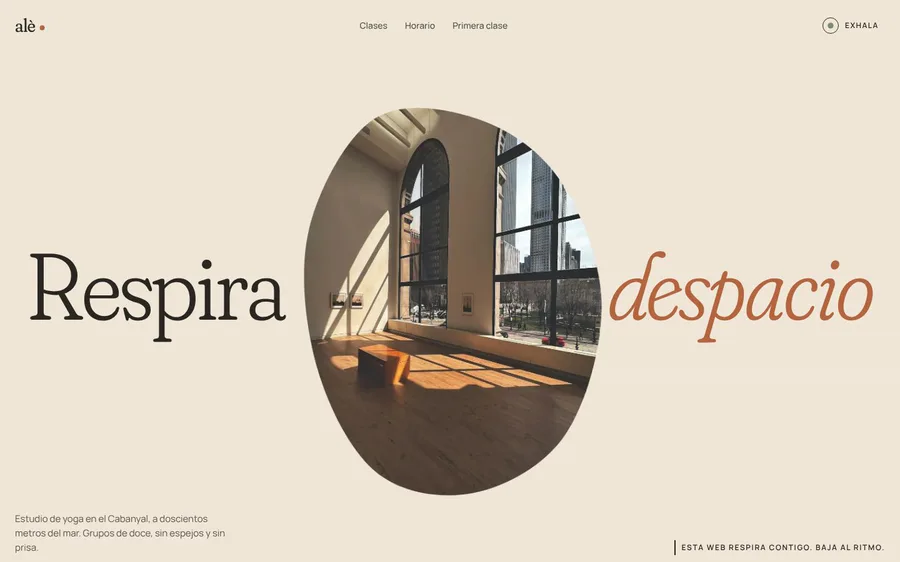 alè
Clases Horario Primera clase
EXHALA
Respira despacio
Estudio de yoga en el Cabanyal, a doscientos
metros del mar. Grupos de doce, sin espejos y sin
prisa.
ESTA WEB RESPIRA CONTIGO. BAJA AL RITMO.